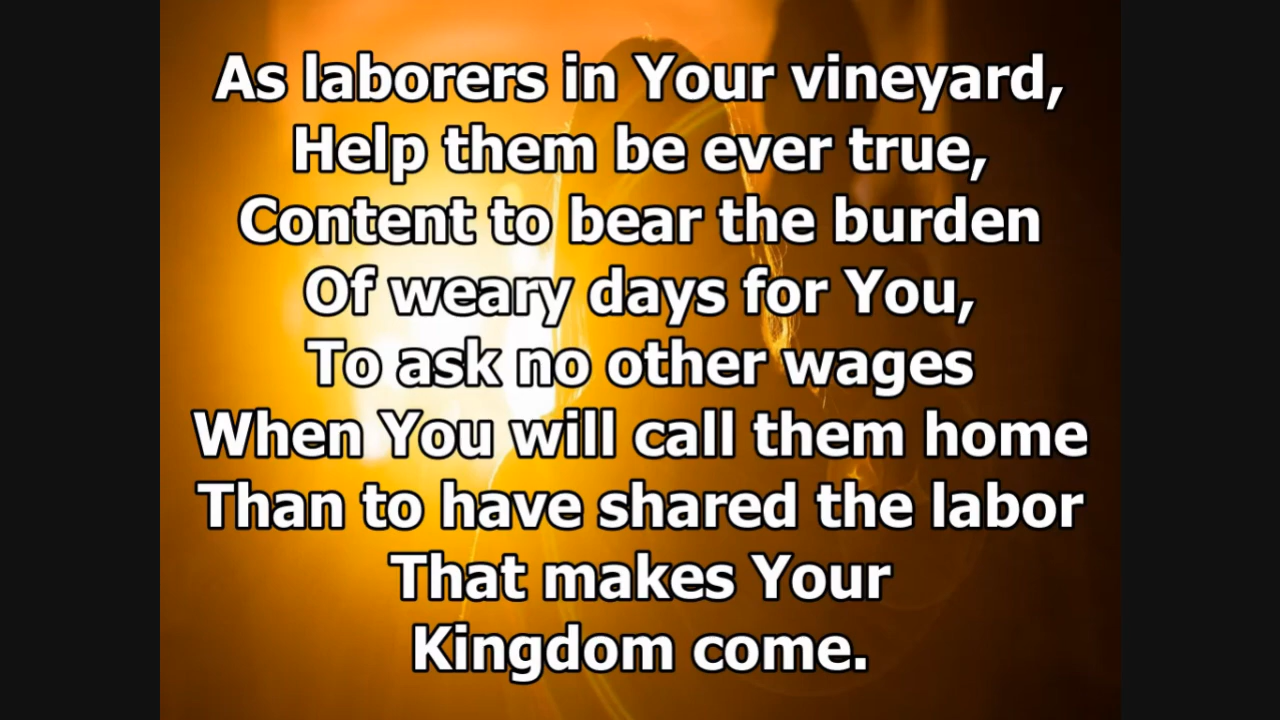 As laborers in Your vineyard,
Help them be ever true,
Content to bear the burden
Of weary days for You,
To ask no other wages
When You will call them home
Than to have shared the labor
That makes Your
Kingdom come.